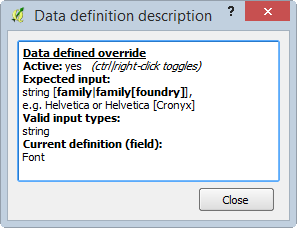 Data definition description
?
Data defined override
Active: yes (ctrl|right-click toggles)
Expected input:
string [family|family[foundry]],
e.g. Helvetica or Helvetica [Cronyx]
Valid input types:
string
Current definition (field):
Font
Close